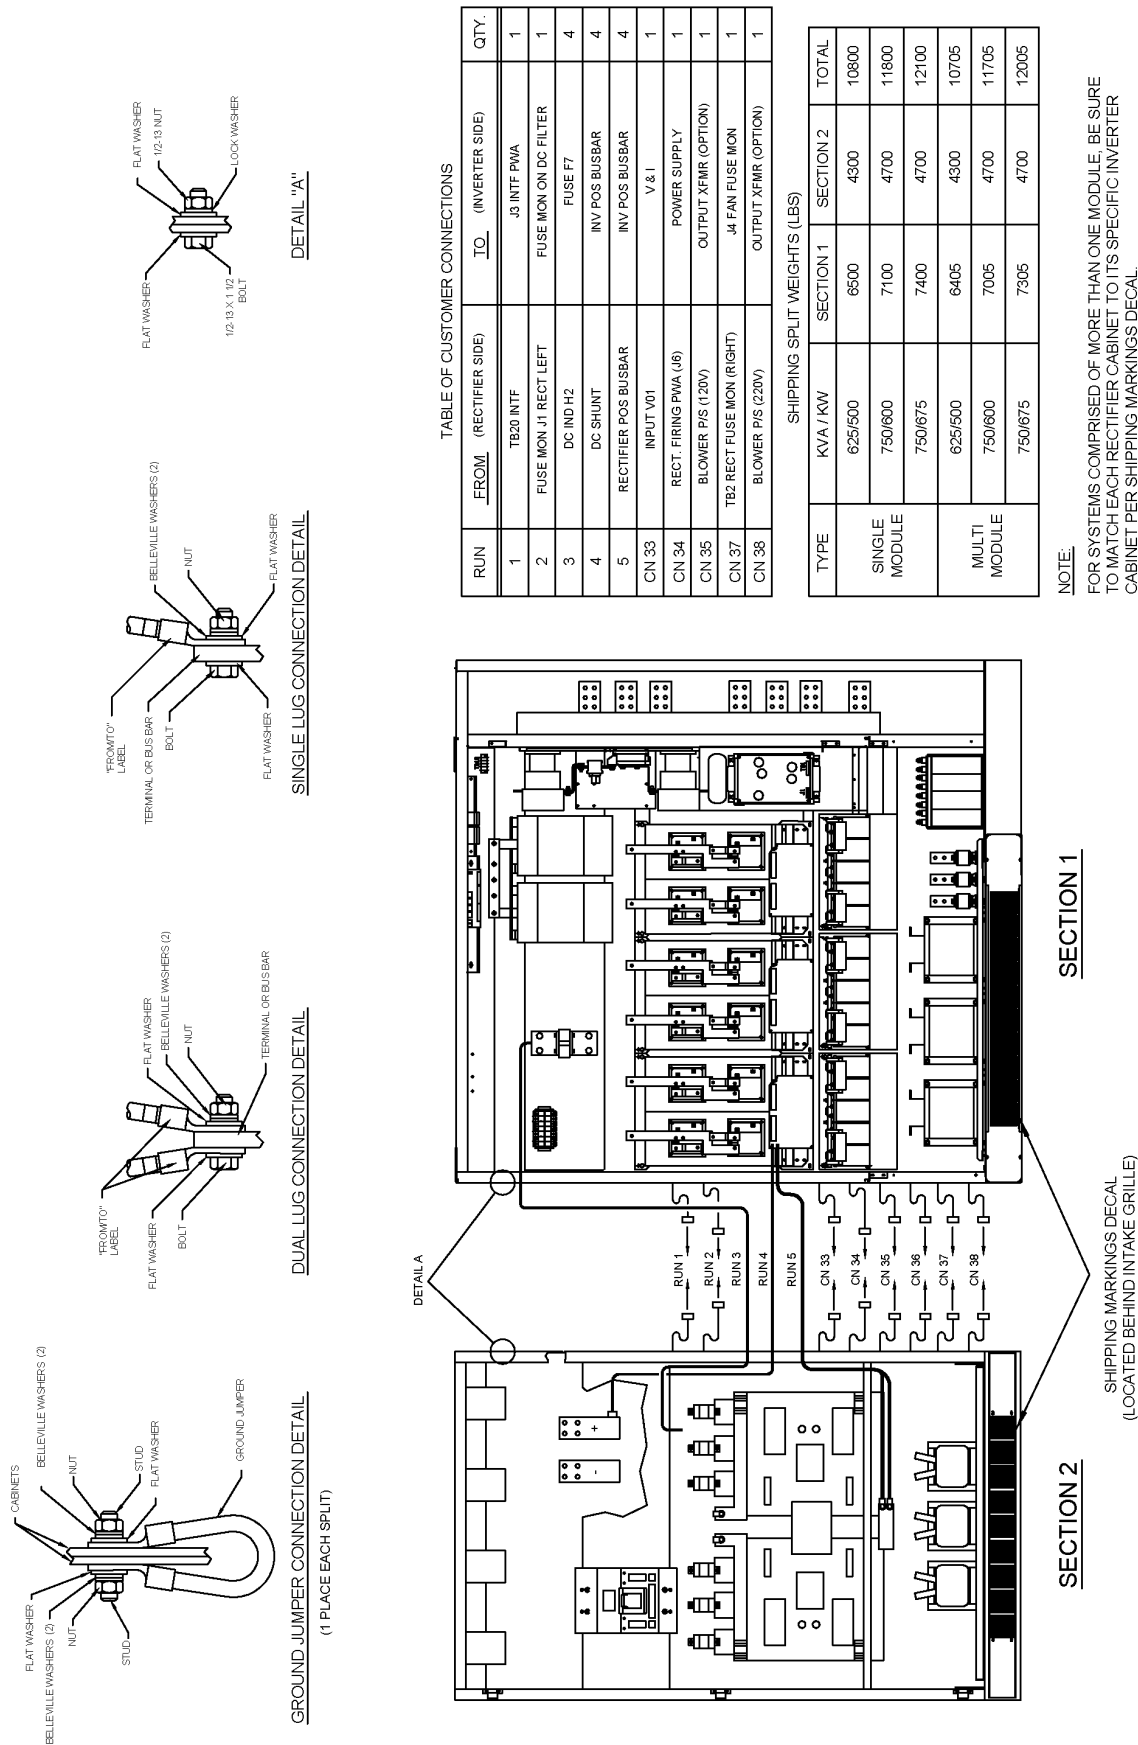 CABINETS
BELLEVILLE WASHERS (2)
NUT
STUD
FLAT WASHER
GROUND JUMPER
FLAT WASHER
BELLEVILLE WASHERS (2)
NUT
STUD
GROUND JUMPER CONNECTION DETAIL
(1 PLACE EACH SPLIT)
"FROM/TO"
LABEL
FLAT WASHER
BOLT
FLAT WASHER
BELLEVILLE WASHERS (2)
NUT
TERMINAL OR BUS BAR
DUAL LUG CONNECTION DETAIL
"FROM/TO"
LABEL
TERMINAL OR BUS BAR
BOLT
FLAT WASHER
BELLEVILLE WASHERS (2)
NUT
FLAT WASHER
SINGLE LUG CONNECTION DETAIL
FLAT WASHER
1/2-13 X 1 1/2
BOLT
FLAT WASHER
1/2-13 NUT
LOCK WASHER
DETAIL "A"
TABLE OF CUSTOMER CONNECTIONS
RUN FROM (RECTIFIER SIDE) TO (INVERTER SIDE) QTY.
1 TB20 INTF J3 INTF PWA 1
2 FUSE MON J1 RECT LEFT FUSE MON ON DC FILTER 1
3 DC IND H2 FUSE F7 4
4 DC SHUNT INV POS BUSBAR 4
5 RECTIFIER POS BUSBAR INV POS BUSBAR 4
CN 33 INPUT V01 V & I 1
CN 34 RECT. FIRING PWA (J6) POWER SUPPLY 1
CN 35 BLOWER P/S (120V) OUTPUT XFMR (OPTION) 1
CN 37 TB2 RECT FUSE MON (RIGHT) J4 FAN FUSE MON 1
CN 38 BLOWER P/S (220V) OUTPUT XFMR (OPTION) 1
SHIPPING SPLIT WEIGHTS (LBS)
TYPE KVA / KW SECTION 1 SECTION 2 TOTAL
SINGLE
MODULE
625/500 6500 4300 10800
750/600 7100 4700 11800
750/675 7400 4700 12100
MULTI
MODULE
625/500 6405 4300 10705
750/600 7005 4700 11705
750/675 7305 4700 12005
NOTE:
FOR SYSTEMS COMPRISED OF MORE THAN ONE MODULE, BE SURE
TO MATCH EACH RECTIFIER CABINET TO ITS SPECIFIC INVERTER
CABINET PER SHIPPING MARKINGS DECAL.
DETAIL A
+
-
RUN 1
RUN 2
RUN 3
RUN 4
RUN 5
CN 33
CN 34
CN 35
CN 36
CN 37
CN 38
SECTION 2
SECTION 1
SHIPPING MARKINGS DECAL
(LOCATED BEHIND INTAKE GRILLE)